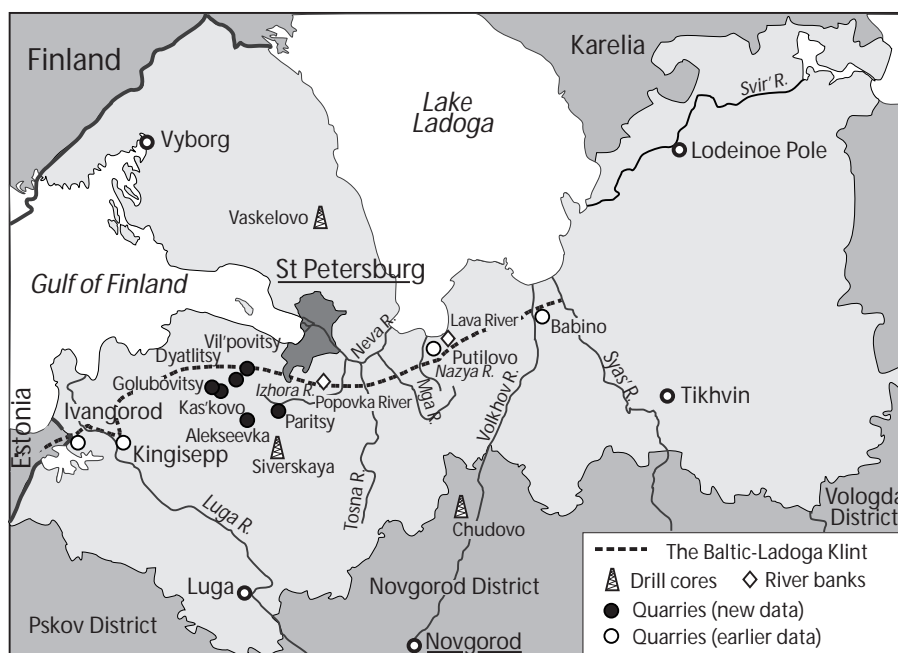 Finland
Karelia
Svir' R.
Lake
Ladoga
Vyborg
Lodeinoe Pole
Vaskelovo
St Petersburg
Gulf of Finland
Neva R.
Lava River
Babino
Vil'povitsy
Dyatlitsy
Putilovo
Nazya R.
Golubovitsy
Izhora R.
Mga R.
Volkhov R.
Syas' R.
Kas'kovo
Popovka River
Tikhvin
Estonia
Ivangorod
Paritsy
Alekseevka
Kingisepp
Siverskaya
Tosna R.
Luga R.
Chudovo
Vologda
District
Luga
Novgorod District
Pskov District
Novgorod
The Baltic-Ladoga Klint
Drill cores
River banks
Quarries (new data)
Quarries (earlier data)